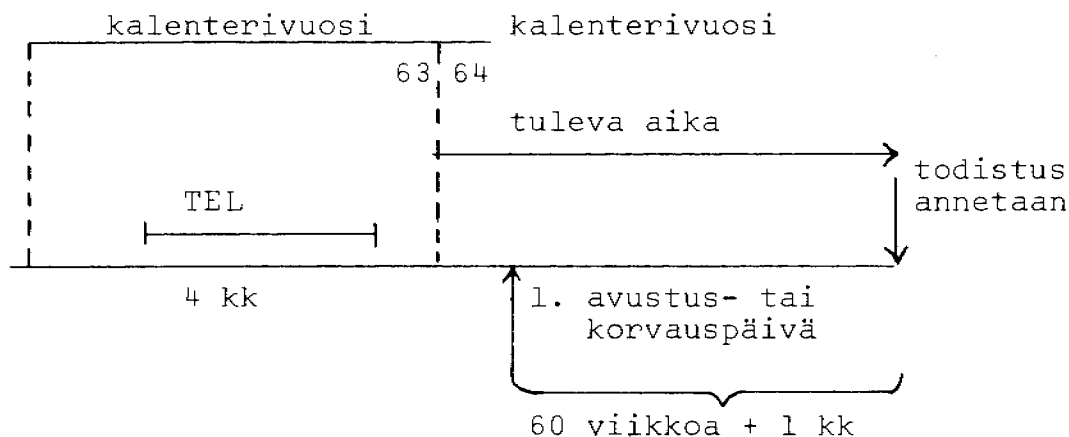 kalenterivuosi kalenterivuosi
63 64
tuleva aika
todistus
annetaan
TEL
4 kk
1. avustus- tai
korvauspäivä
60 viikkoa + 1 kk